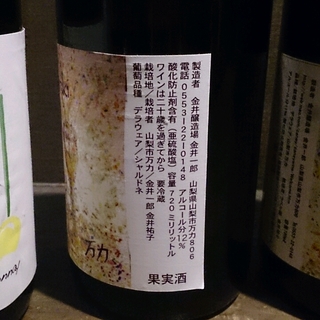 製造者 金井醸造場 金井一郎 山梨県山梨市万力806
電話 0553-22-0148 アルコール分12%
酸化防止剤含有（亜硫酸塩）容量 720ミリリットル
ワインは二十歳を過ぎてから 要冷蔵
栽培地／栽培者 山梨市万力／金井一郎 金井祐子
葡萄品種 デラウェア／シャルドネ
万力
果実酒